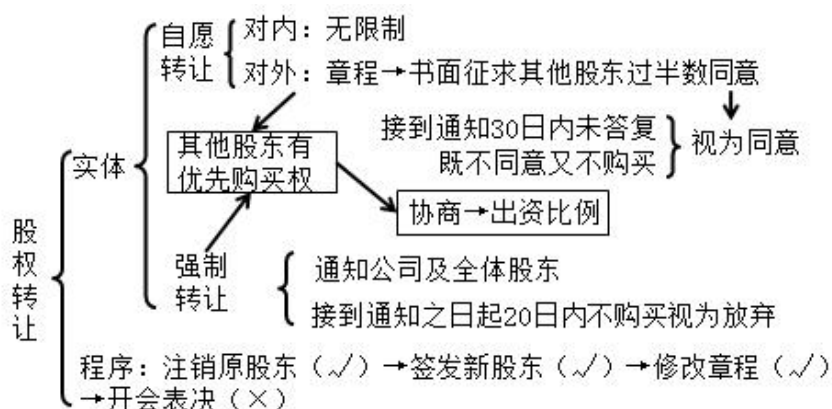 股权转让
实体
自愿转让
对内：无限制
对外：章程→书面征求其他股东过半数同意
接到通知30日内未答复
既不同意又不购买
视为同意
其他股东有
优先购买权
协商→出资比例
强制
转让
通知公司及全体股东
接到通知之日起20日内不购买视为放弃
程序：注销原股东（√）→签发新股东（√）→修改章程（√）
→开会表决（×）